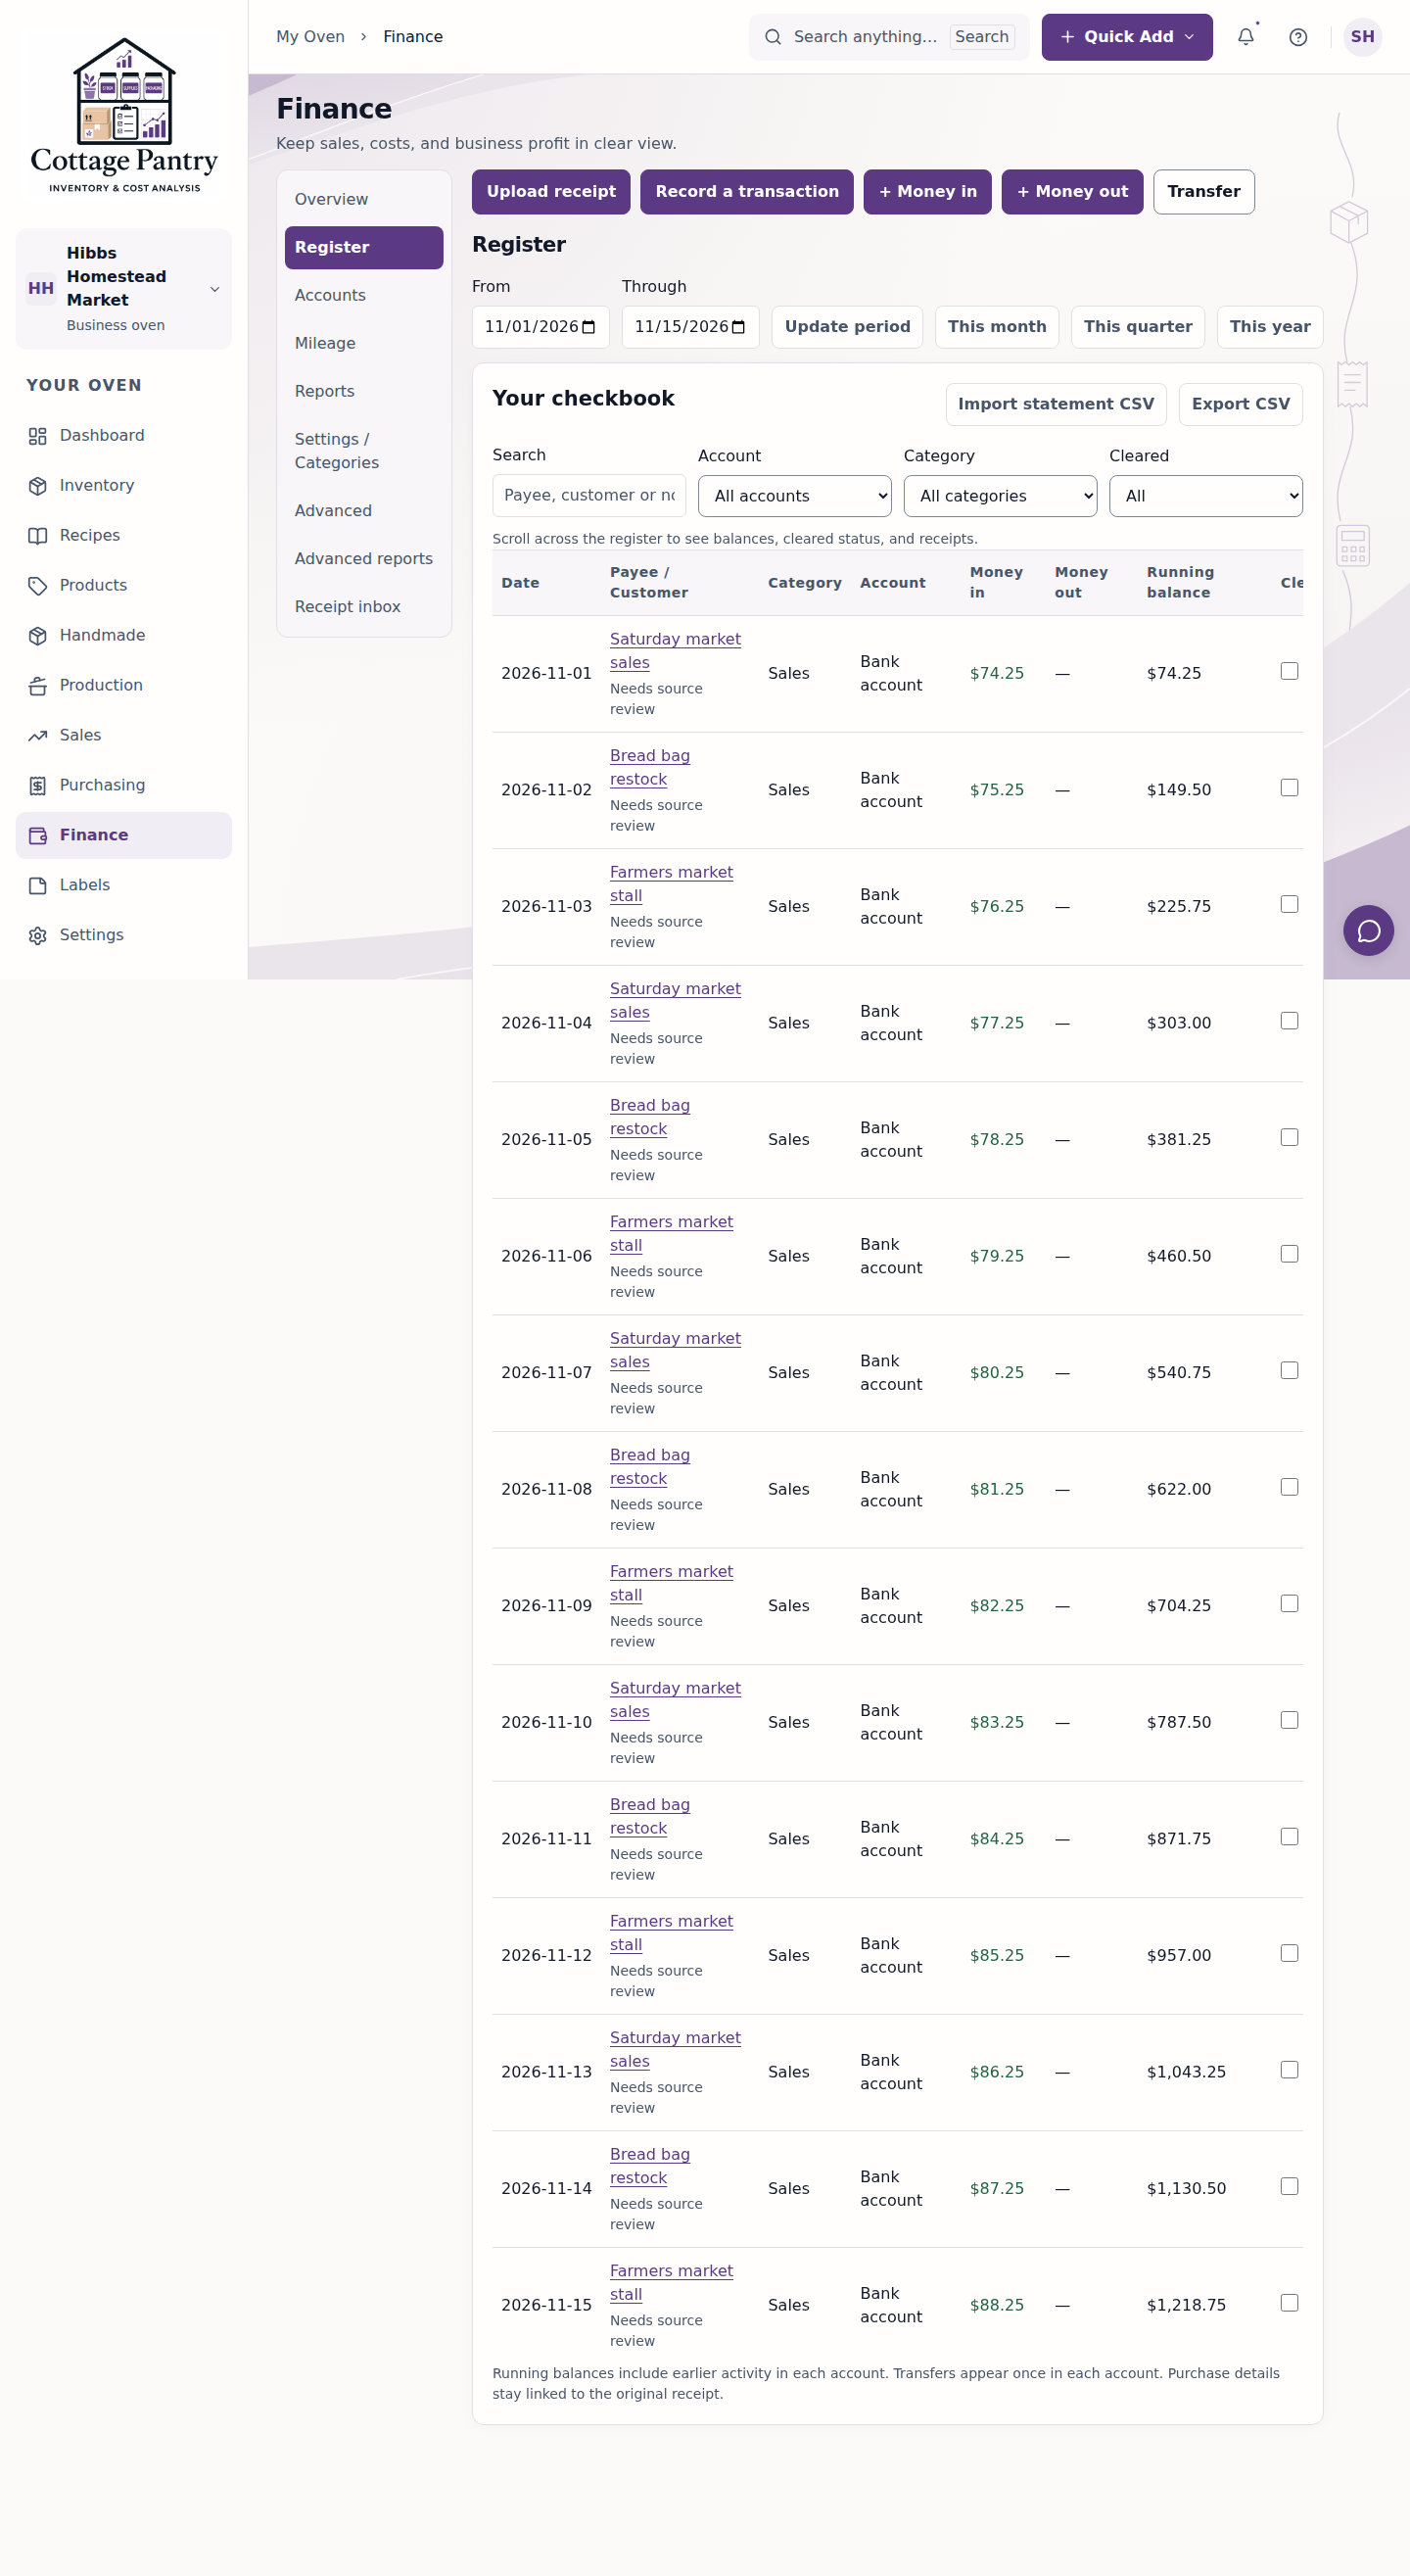 STOCK SUPPLIES PACKAGING
Cottage Pantry
INVENTORY & COST ANALYSIS
HH
Hibbs
Homestead
Market
Business oven
YOUR OVEN
Dashboard
Inventory
Recipes
Products
Handmade
Production
Sales
Purchasing
Finance
Labels
Settings
My Oven > Finance
Search anything... Search
+ Quick Add
SH
Finance
Keep sales, costs, and business profit in clear view.
Overview
Register
Accounts
Mileage
Reports
Settings /
Categories
Advanced
Advanced reports
Receipt inbox
Upload receipt Record a transaction + Money in + Money out Transfer
Register
From Through
11/01/2026 11/15/2026 Update period This month This quarter This year
Your checkbook Import statement CSV Export CSV
Search Account Category Cleared
Payee, customer or no All accounts All categories All
Scroll across the register to see balances, cleared status, and receipts.
Date Payee / Customer Category Account Money in Money out Running balance Cle
2026-11-01 Saturday market sales Needs source review Sales Bank account $74.25 — $74.25
2026-11-02 Bread bag restock Needs source review Sales Bank account $75.25 — $149.50
2026-11-03 Farmers market stall Needs source review Sales Bank account $76.25 — $225.75
2026-11-04 Saturday market sales Needs source review Sales Bank account $77.25 — $303.00
2026-11-05 Bread bag restock Needs source review Sales Bank account $78.25 — $381.25
2026-11-06 Farmers market stall Needs source review Sales Bank account $79.25 — $460.50
2026-11-07 Saturday market sales Needs source review Sales Bank account $80.25 — $540.75
2026-11-08 Bread bag restock Needs source review Sales Bank account $81.25 — $622.00
2026-11-09 Farmers market stall Needs source review Sales Bank account $82.25 — $704.25
2026-11-10 Saturday market sales Needs source review Sales Bank account $83.25 — $787.50
2026-11-11 Bread bag restock Needs source review Sales Bank account $84.25 — $871.75
2026-11-12 Farmers market stall Needs source review Sales Bank account $85.25 — $957.00
2026-11-13 Saturday market sales Needs source review Sales Bank account $86.25 — $1,043.25
2026-11-14 Bread bag restock Needs source review Sales Bank account $87.25 — $1,130.50
2026-11-15 Farmers market stall Needs source review Sales Bank account $88.25 — $1,218.75
Running balances include earlier activity in each account. Transfers appear once in each account. Purchase details
stay linked to the original receipt.